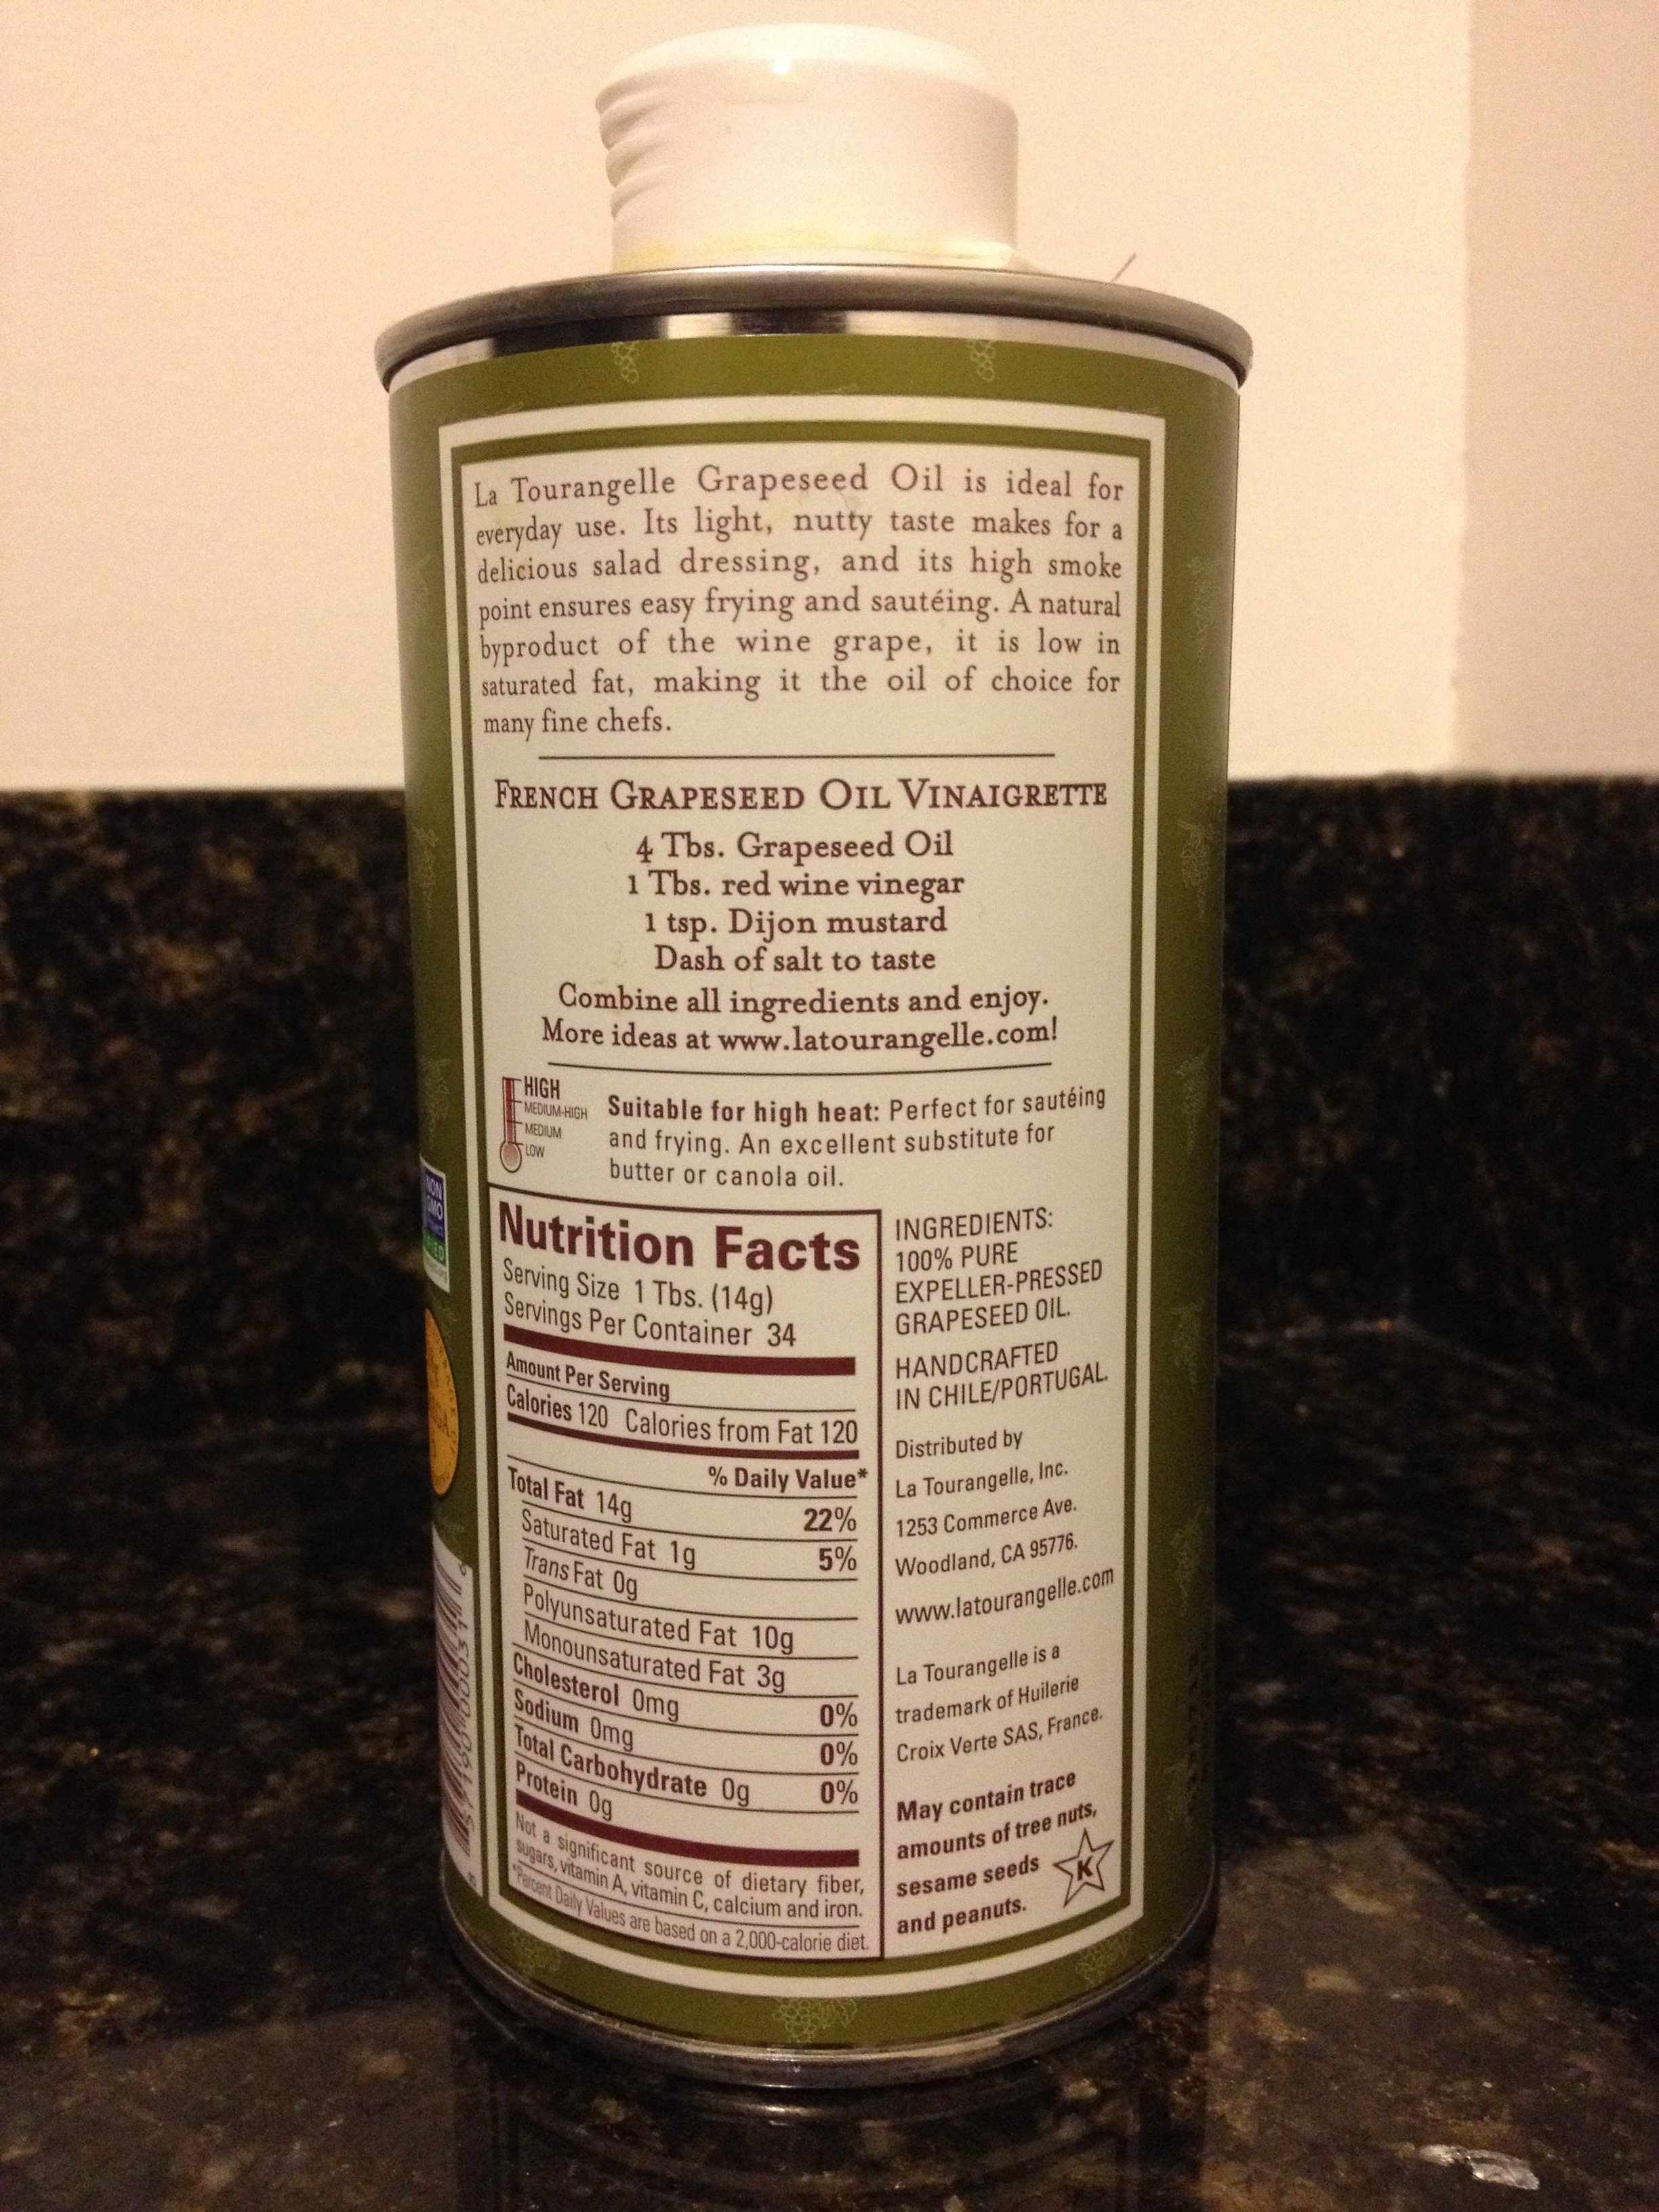 La Tourangelle Grapeseed Oil is ideal for
everyday use. Its light, nutty taste makes for a
delicious salad dressing, and its high smoke
point ensures easy frying and sautéing. A natural
byproduct of the wine grape, it is low in
saturated fat, making it the oil of choice for
many fine chefs.
FRENCH GRAPESEED OIL VINAIGRETTE
4 Tbs. Grapeseed Oil
1 Tbs. red wine vinegar
1 tsp. Dijon mustard
Dash of salt to taste
Combine all ingredients and enjoy.
More ideas at www.latourangelle.com!
HIGH
MEDIUM-HIGH
MEDIUM
LOW
Suitable for high heat: Perfect for sautéing
and frying. An excellent substitute for
butter or canola oil.
NON
GMO
Nutrition Facts
Serving Size 1 Tbs. (14g)
Servings Per Container 34
Amount Per Serving
Calories 120 Calories from Fat 120
% Daily Value*
Total Fat 14g 22%
Saturated Fat 1g 5%
Trans Fat 0g
Polyunsaturated Fat 10g
Monounsaturated Fat 3g
Cholesterol 0mg 0%
Sodium 0mg 0%
Total Carbohydrate 0g 0%
Protein 0g
Not a significant source of dietary fiber,
sugars, vitamin A, vitamin C, calcium and iron.
*Percent Daily Values are based on a 2,000-calorie diet.
INGREDIENTS:
100% PURE
EXPELLER-PRESSED
GRAPESEED OIL.
HANDCRAFTED
IN CHILE/PORTUGAL.
Distributed by
La Tourangelle, Inc.
1253 Commerce Ave.
Woodland, CA 95776.
www.latourangelle.com
La Tourangelle is a
trademark of Huilerie
Croix Verte SAS, France.
May contain trace
amounts of tree nuts,
sesame seeds
and peanuts.
K